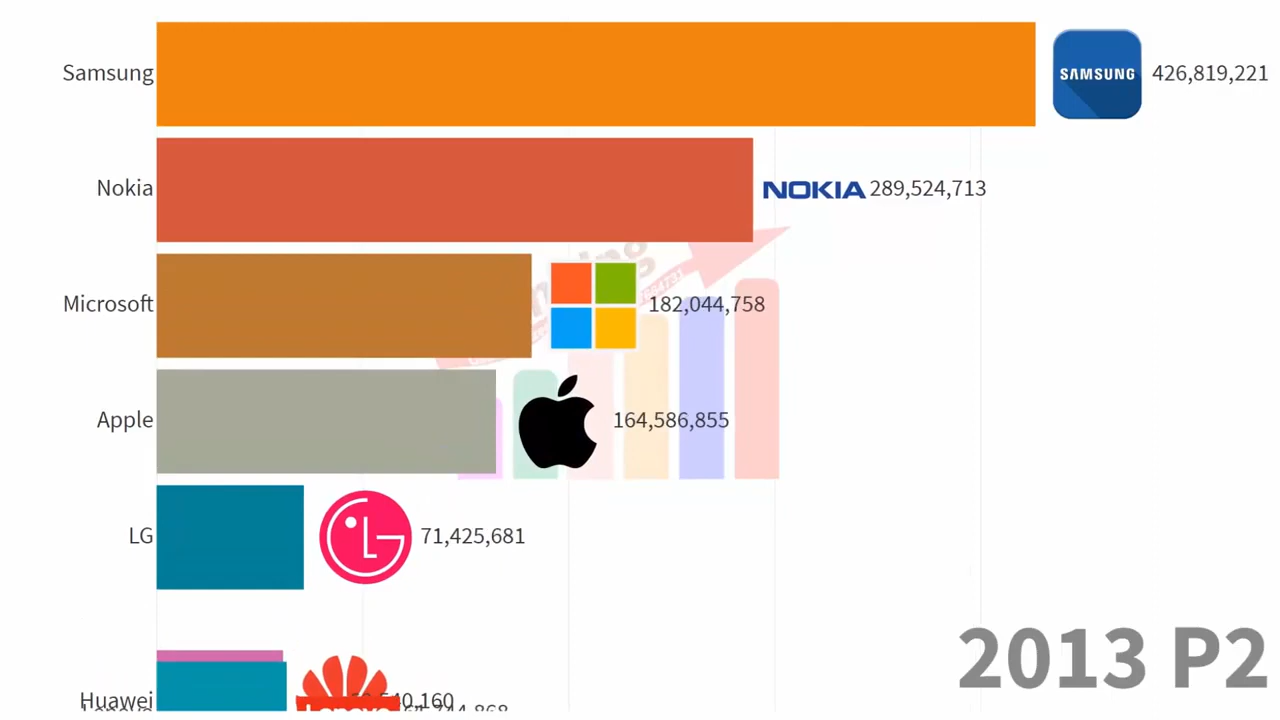 Samsung SAMSUNG 426,819,221
Nokia NOKIA 289,524,713
Microsoft 182,044,758
Apple 164,586,855
LG LG 71,425,681
2013 P2
Huawei